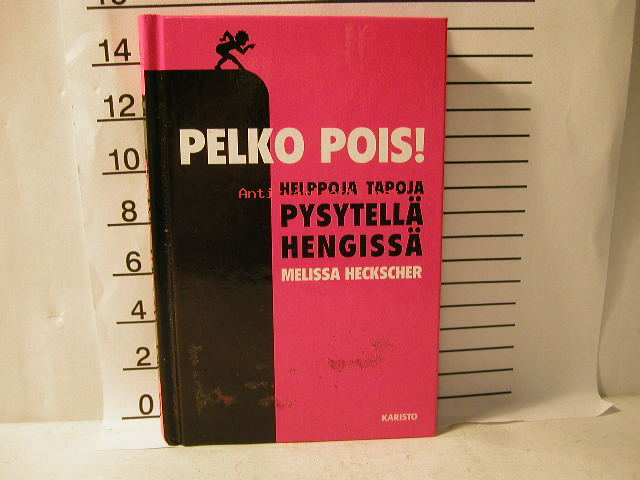 14
12
10
8
6
4
2
0
PELKO POIS!
Anti
HELPPOJA TAPOJA
PYSYTELLÄ
HENGISSÄ
MELISSA HECKSCHER
KARISTO